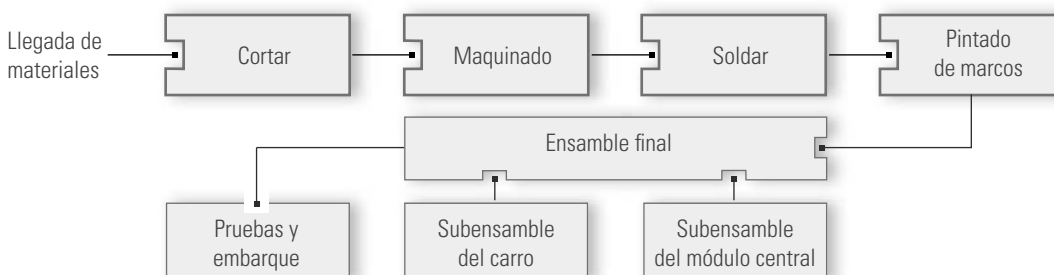 Llegada de
materiales
Cortar
Maquinado
Soldar
Pintado
de marcos
Ensamble final
Pruebas y
embarque
Subensamble
del carro
Subensamble
del módulo central